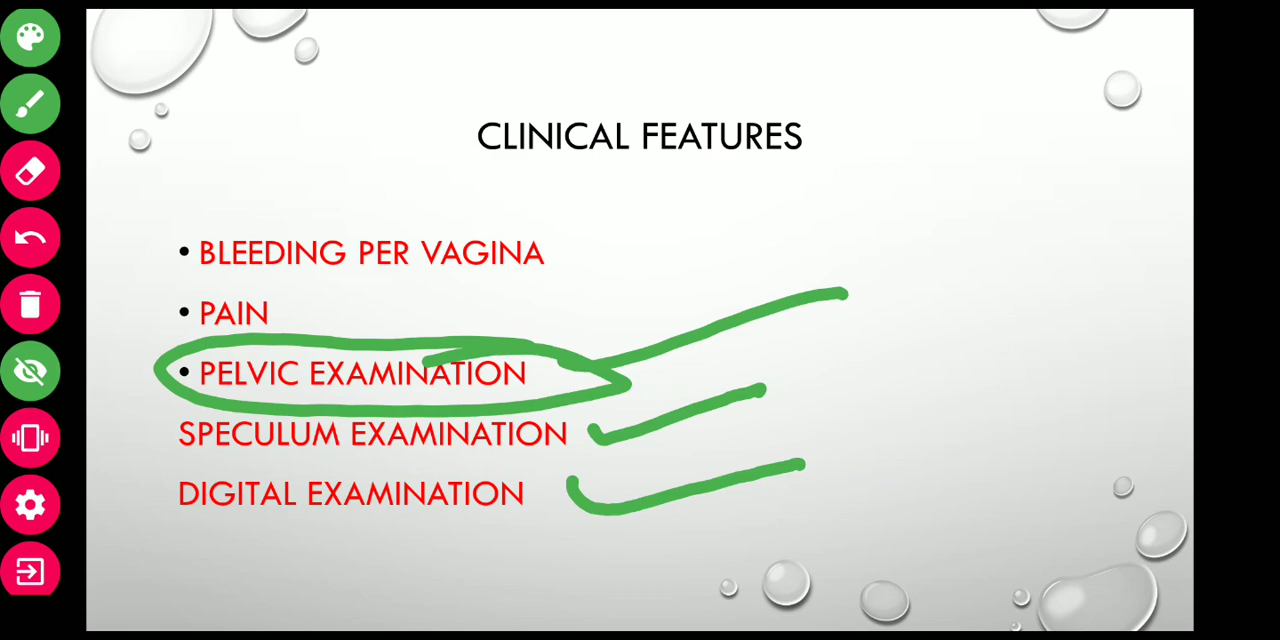 CLINICAL FEATURES
• BLEEDING PER VAGINA
• PAIN
• PELVIC EXAMINATION
SPECULUM EXAMINATION
DIGITAL EXAMINATION